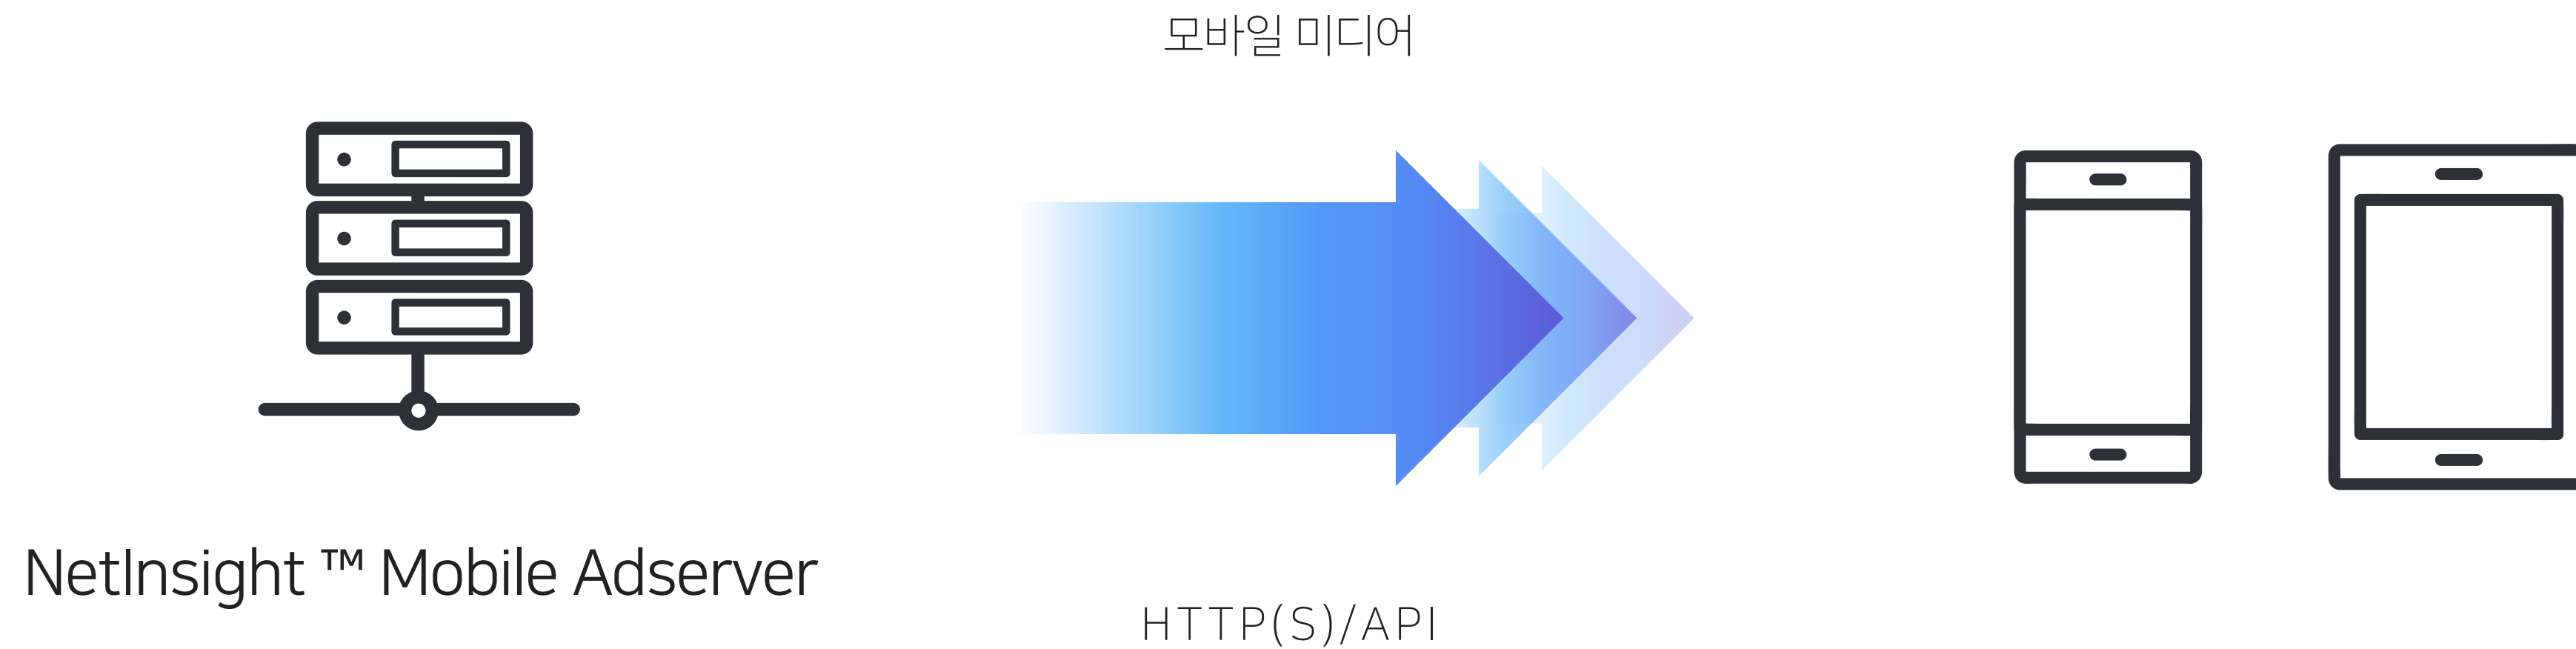 모바일 미디어
NetInsight ™ Mobile Adserver
HTTP(S)/API